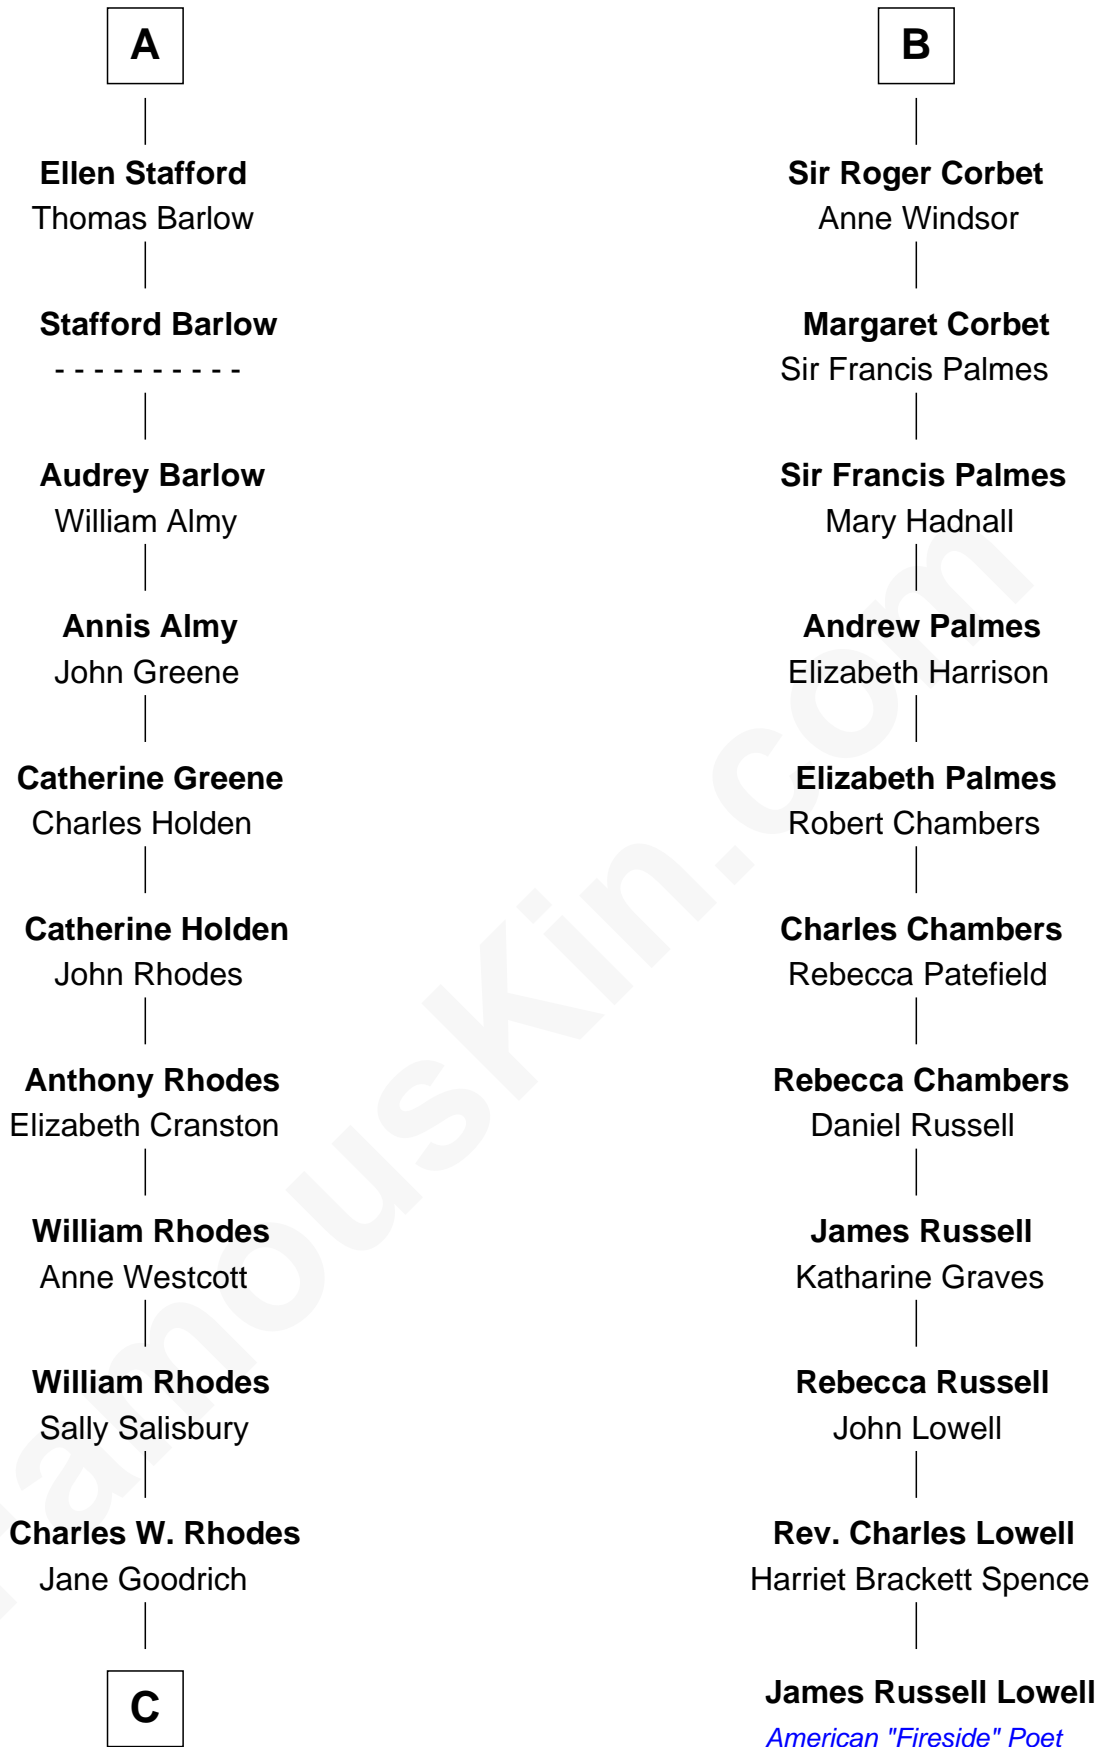 A
Ellen Stafford
Thomas Barlow
Stafford Barlow
- - - - - - - - - -
Audrey Barlow
William Almy
Annis Almy
John Greene
Catherine Greene
Charles Holden
Catherine Holden
John Rhodes
Anthony Rhodes
Elizabeth Cranston
William Rhodes
Anne Westcott
William Rhodes
Sally Salisbury
Charles W. Rhodes
Jane Goodrich
C
B
Sir Roger Corbet
Anne Windsor
Margaret Corbet
Sir Francis Palmes
Sir Francis Palmes
Mary Hadnall
Andrew Palmes
Elizabeth Harrison
Elizabeth Palmes
Robert Chambers
Charles Chambers
Rebecca Patefield
Rebecca Chambers
Daniel Russell
James Russell
Katharine Graves
Rebecca Russell
John Lowell
Rev. Charles Lowell
Harriet Brackett Spence
James Russell Lowell
American "Fireside" Poet
FamousKin.com